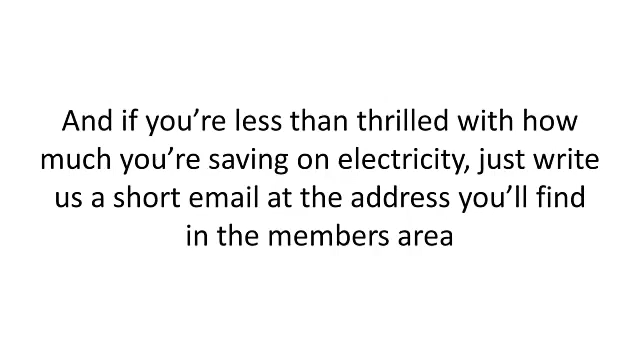 And if you’re less than thrilled with how
much you’re saving on electricity, just write
us a short email at the address you’ll find
in the members area